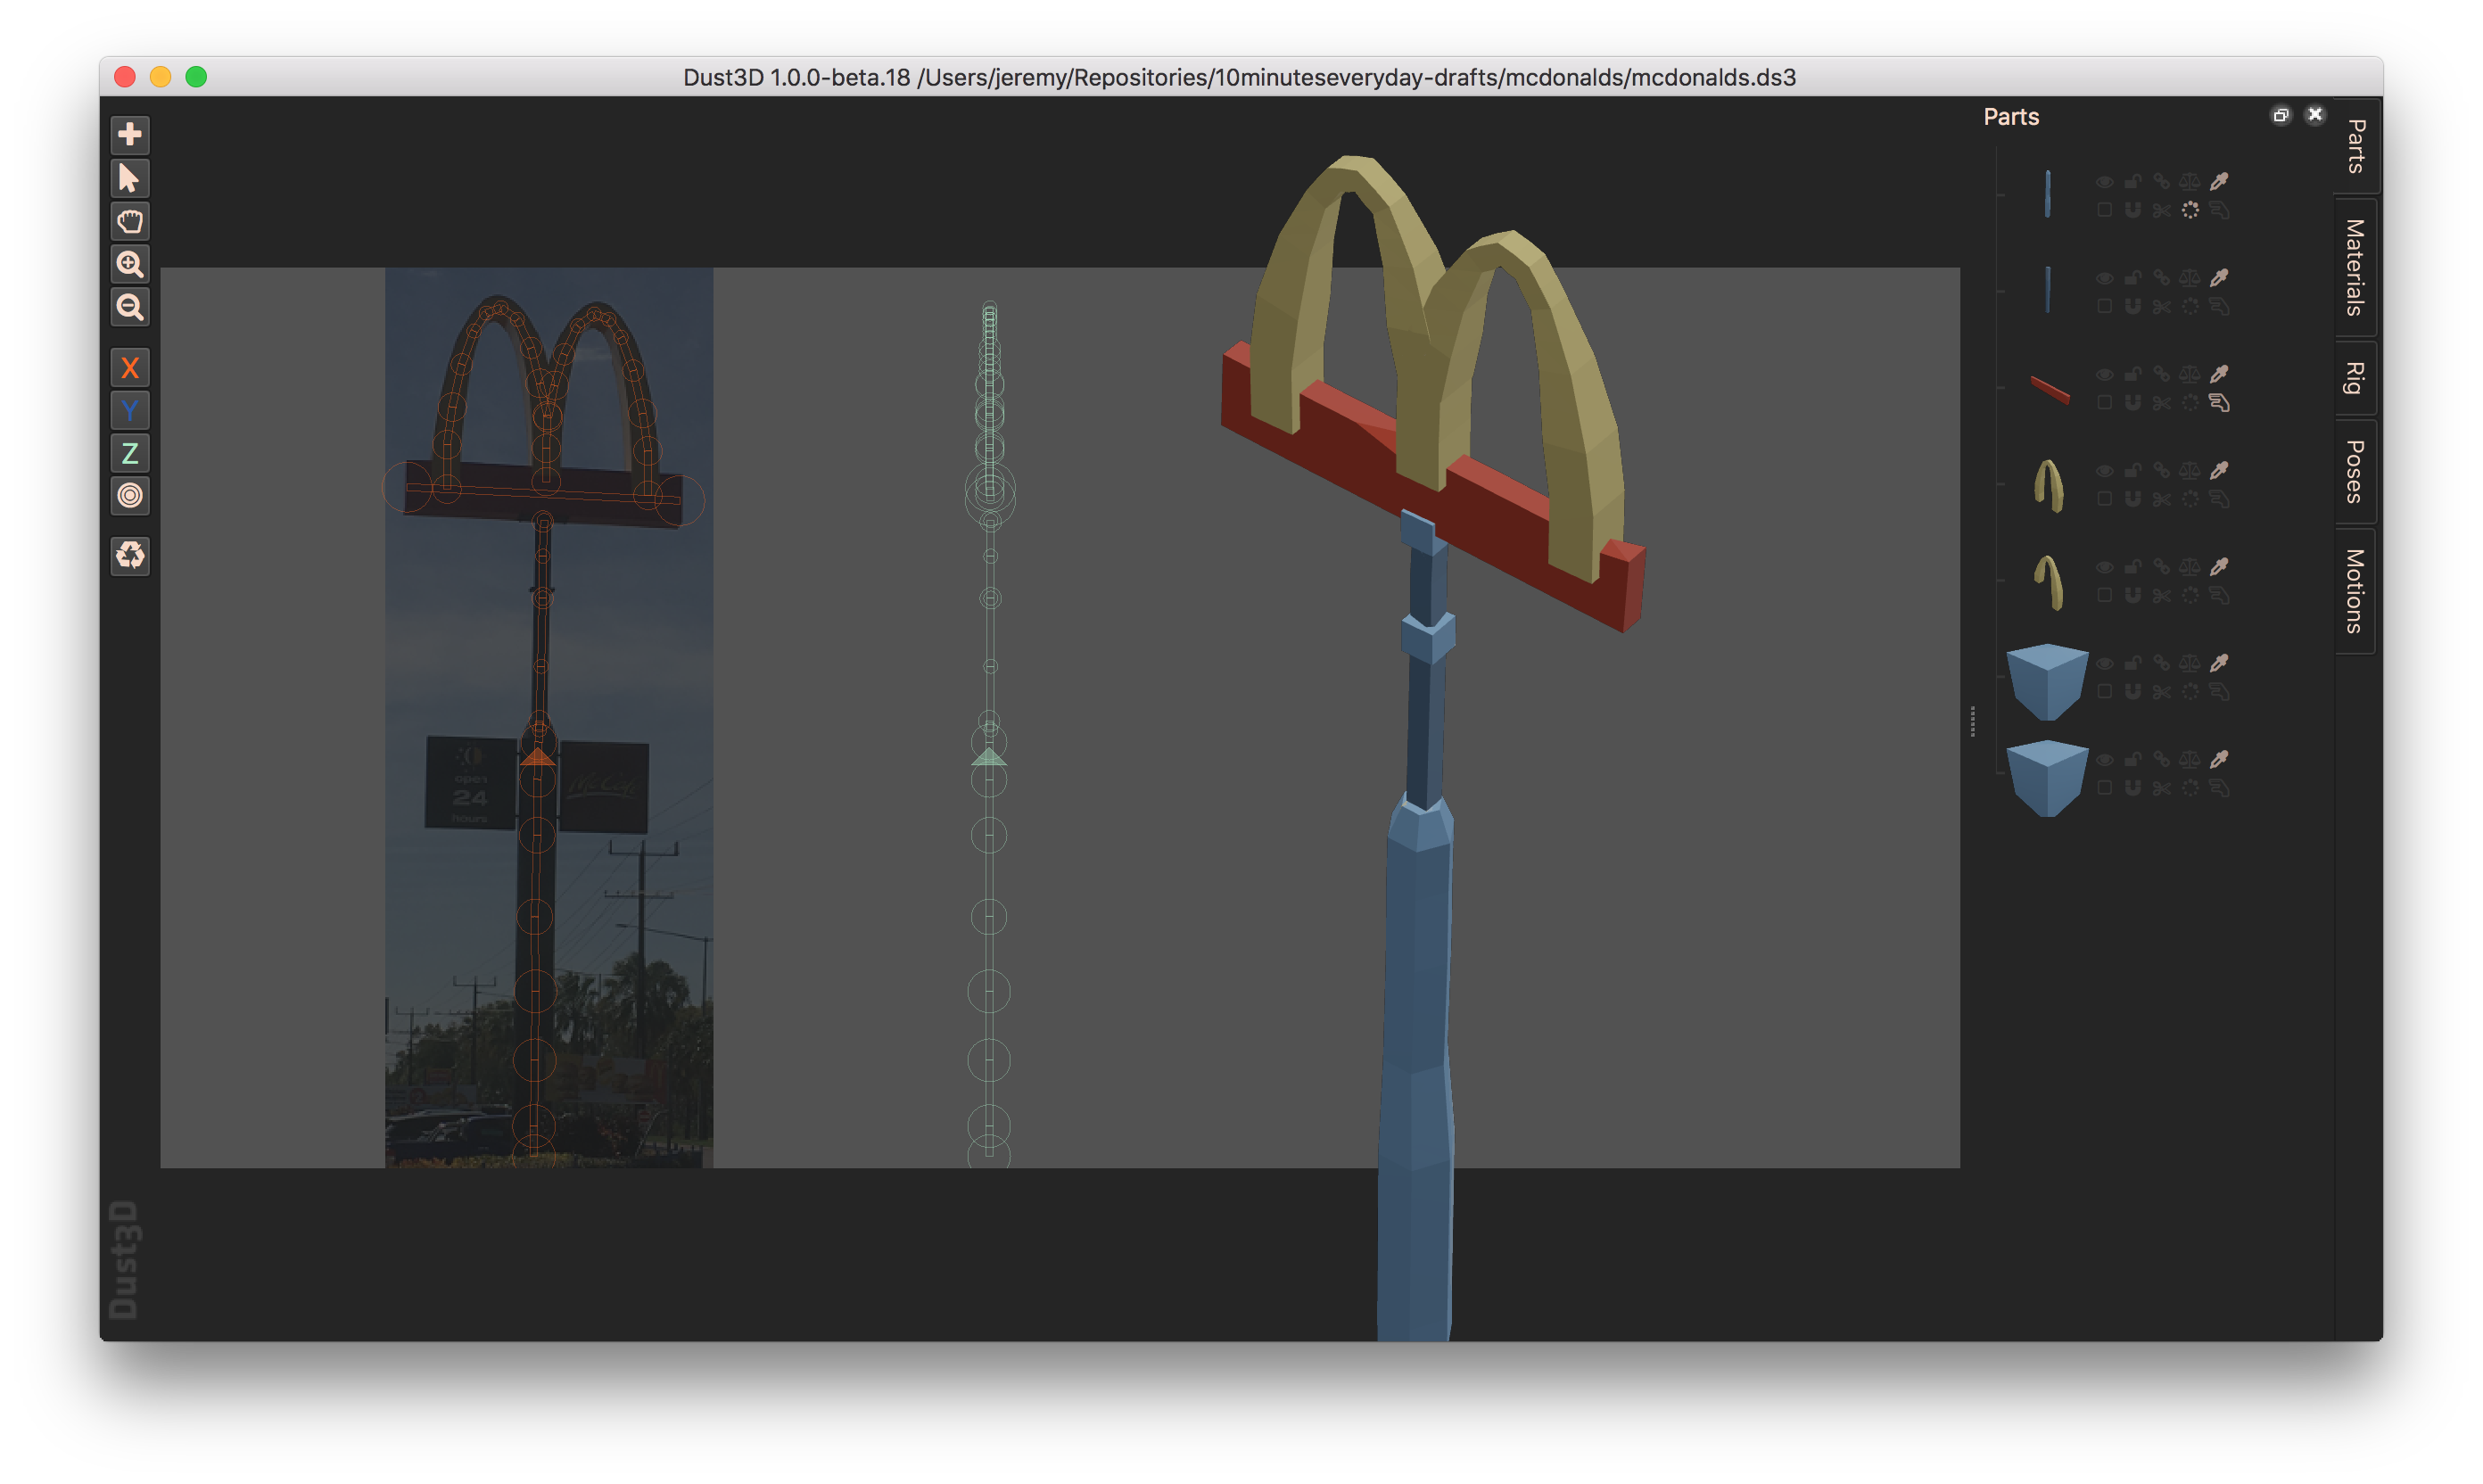 Dust3D 1.0.0-beta.18 /Users/jeremy/Repositories/10minuteseveryday-drafts/mcdonalds/mcdonalds.ds3
Parts
Parts
Materials
Rig
Poses
Motions
X
Y
Z
open
24
hours
McCafe
Dust3D